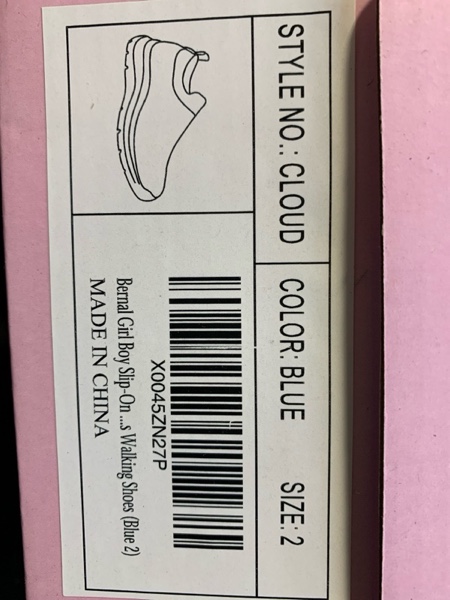 STYLE NO.: CLOUD
COLOR: BLUE SIZE: 2
X0045ZN27P
Bernal Girl Boy Slip-On ...s Walking Shoes (Blue 2)
MADE IN CHINA